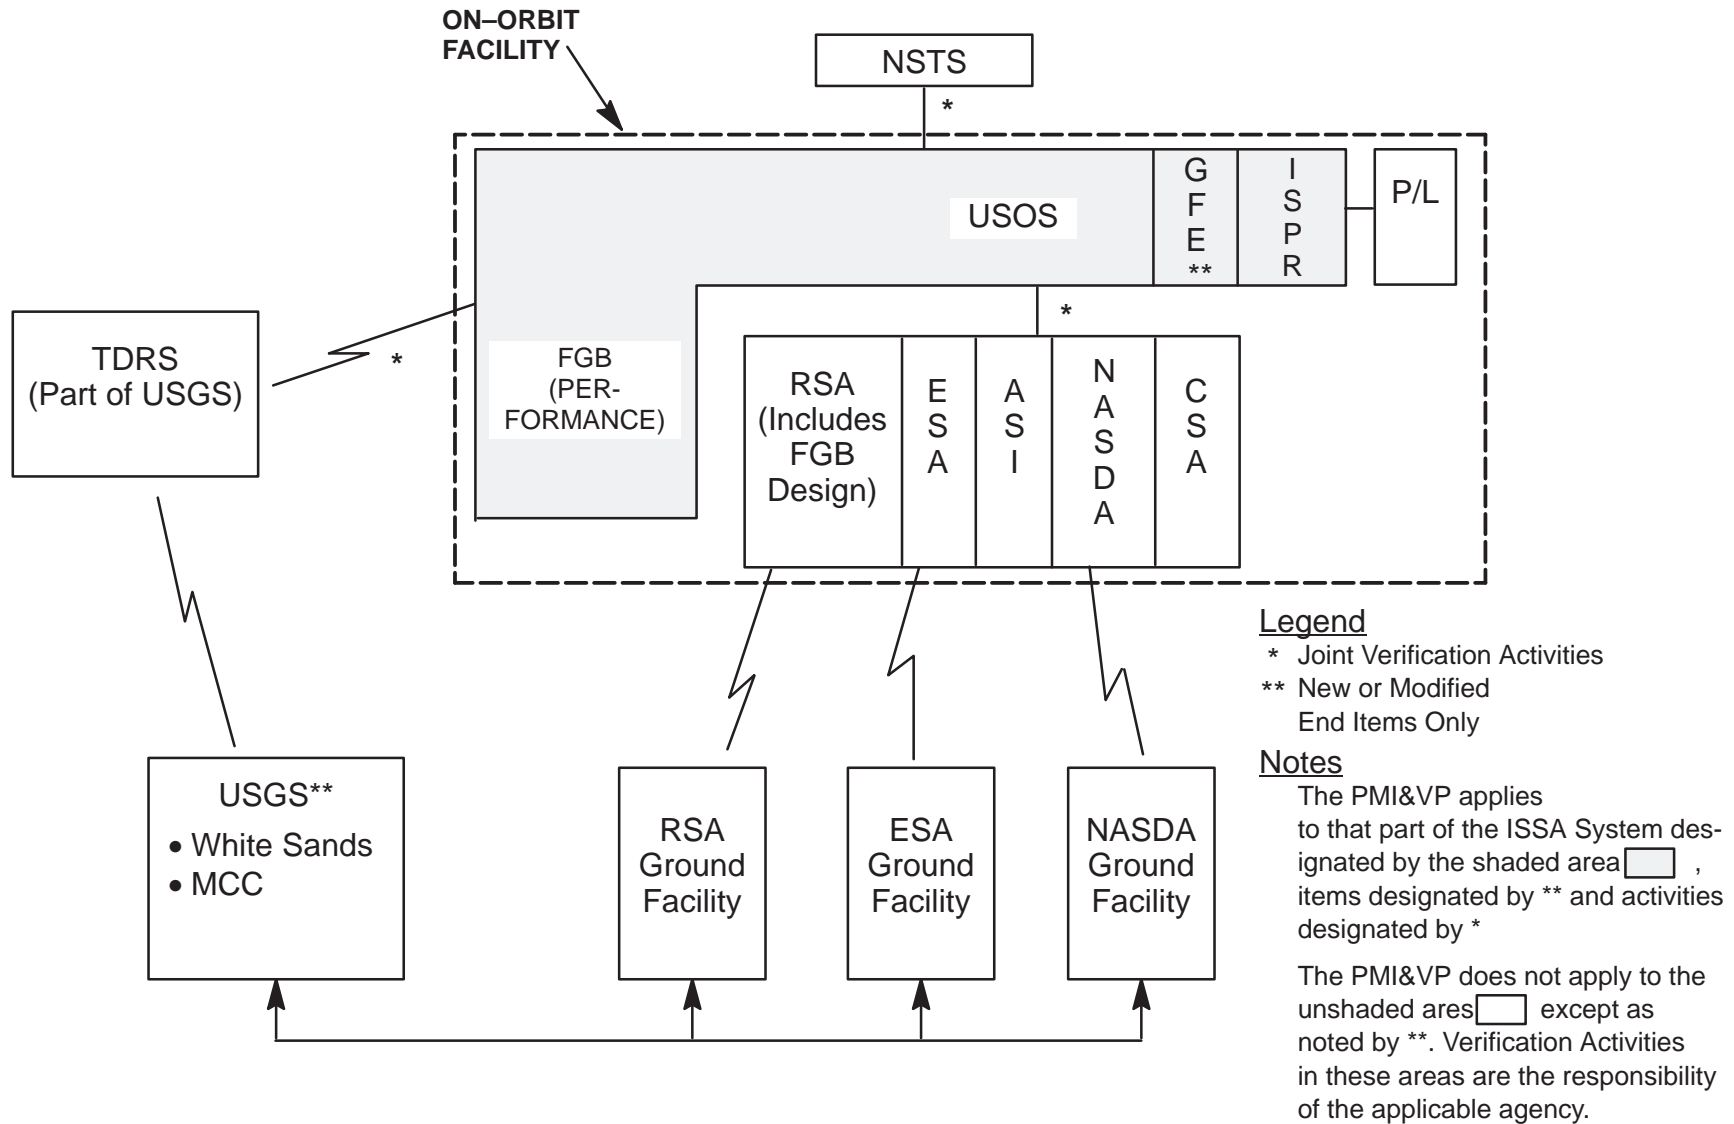 ON–ORBIT
FACILITY
NSTS
*
USOS
G
F
E
**
I
S
P
R
P/L
*
TDRS
(Part of USGS)
*
FGB
(PER-
FORMANCE)
RSA
(Includes
FGB
Design)
E
S
A
A
S
I
N
A
S
D
A
C
S
A
USGS**
• White Sands
• MCC
RSA
Ground
Facility
ESA
Ground
Facility
NASDA
Ground
Facility
Legend
* Joint Verification Activities
** New or Modified
End Items Only
Notes
The PMI&VP applies
to that part of the ISSA System des-
ignated by the shaded area ,
items designated by ** and activities
designated by *
The PMI&VP does not apply to the
unshaded ares except as
noted by **. Verification Activities
in these areas are the responsibility
of the applicable agency.